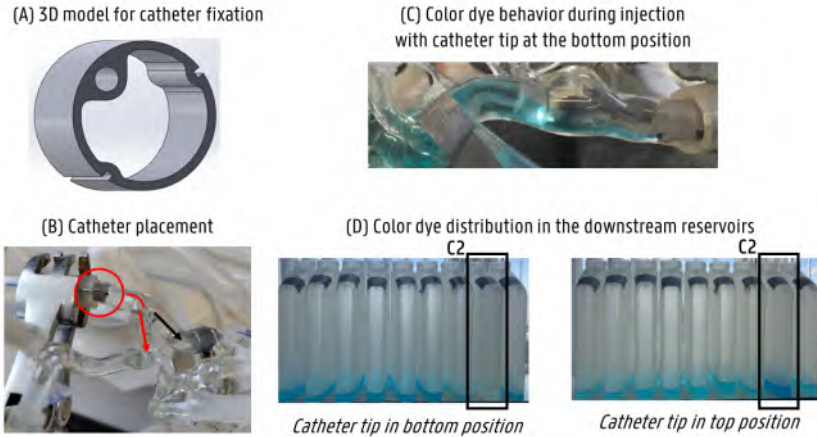 (A) 3D model for catheter fixation
(C) Color dye behavior during injection
with catheter tip at the bottom position
(B) Catheter placement
(D) Color dye distribution in the downstream reservoirs
C2
C2
Catheter tip in bottom position
Catheter tip in top position